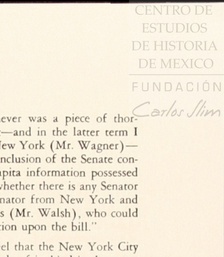 CENTRO DE
ESTUDIOS
DE HISTORIA
DE MEXICO
FUNDACIÓN
Carlos Slim
ever was a piece of thor-
—and in the latter term I
New York (Mr. Wagner)—
nclusion of the Senate con-
apita information possessed
whether there is any Senator
nator from New York and
s (Mr. Walsh), who could
tion upon the bill."
el that the New York City